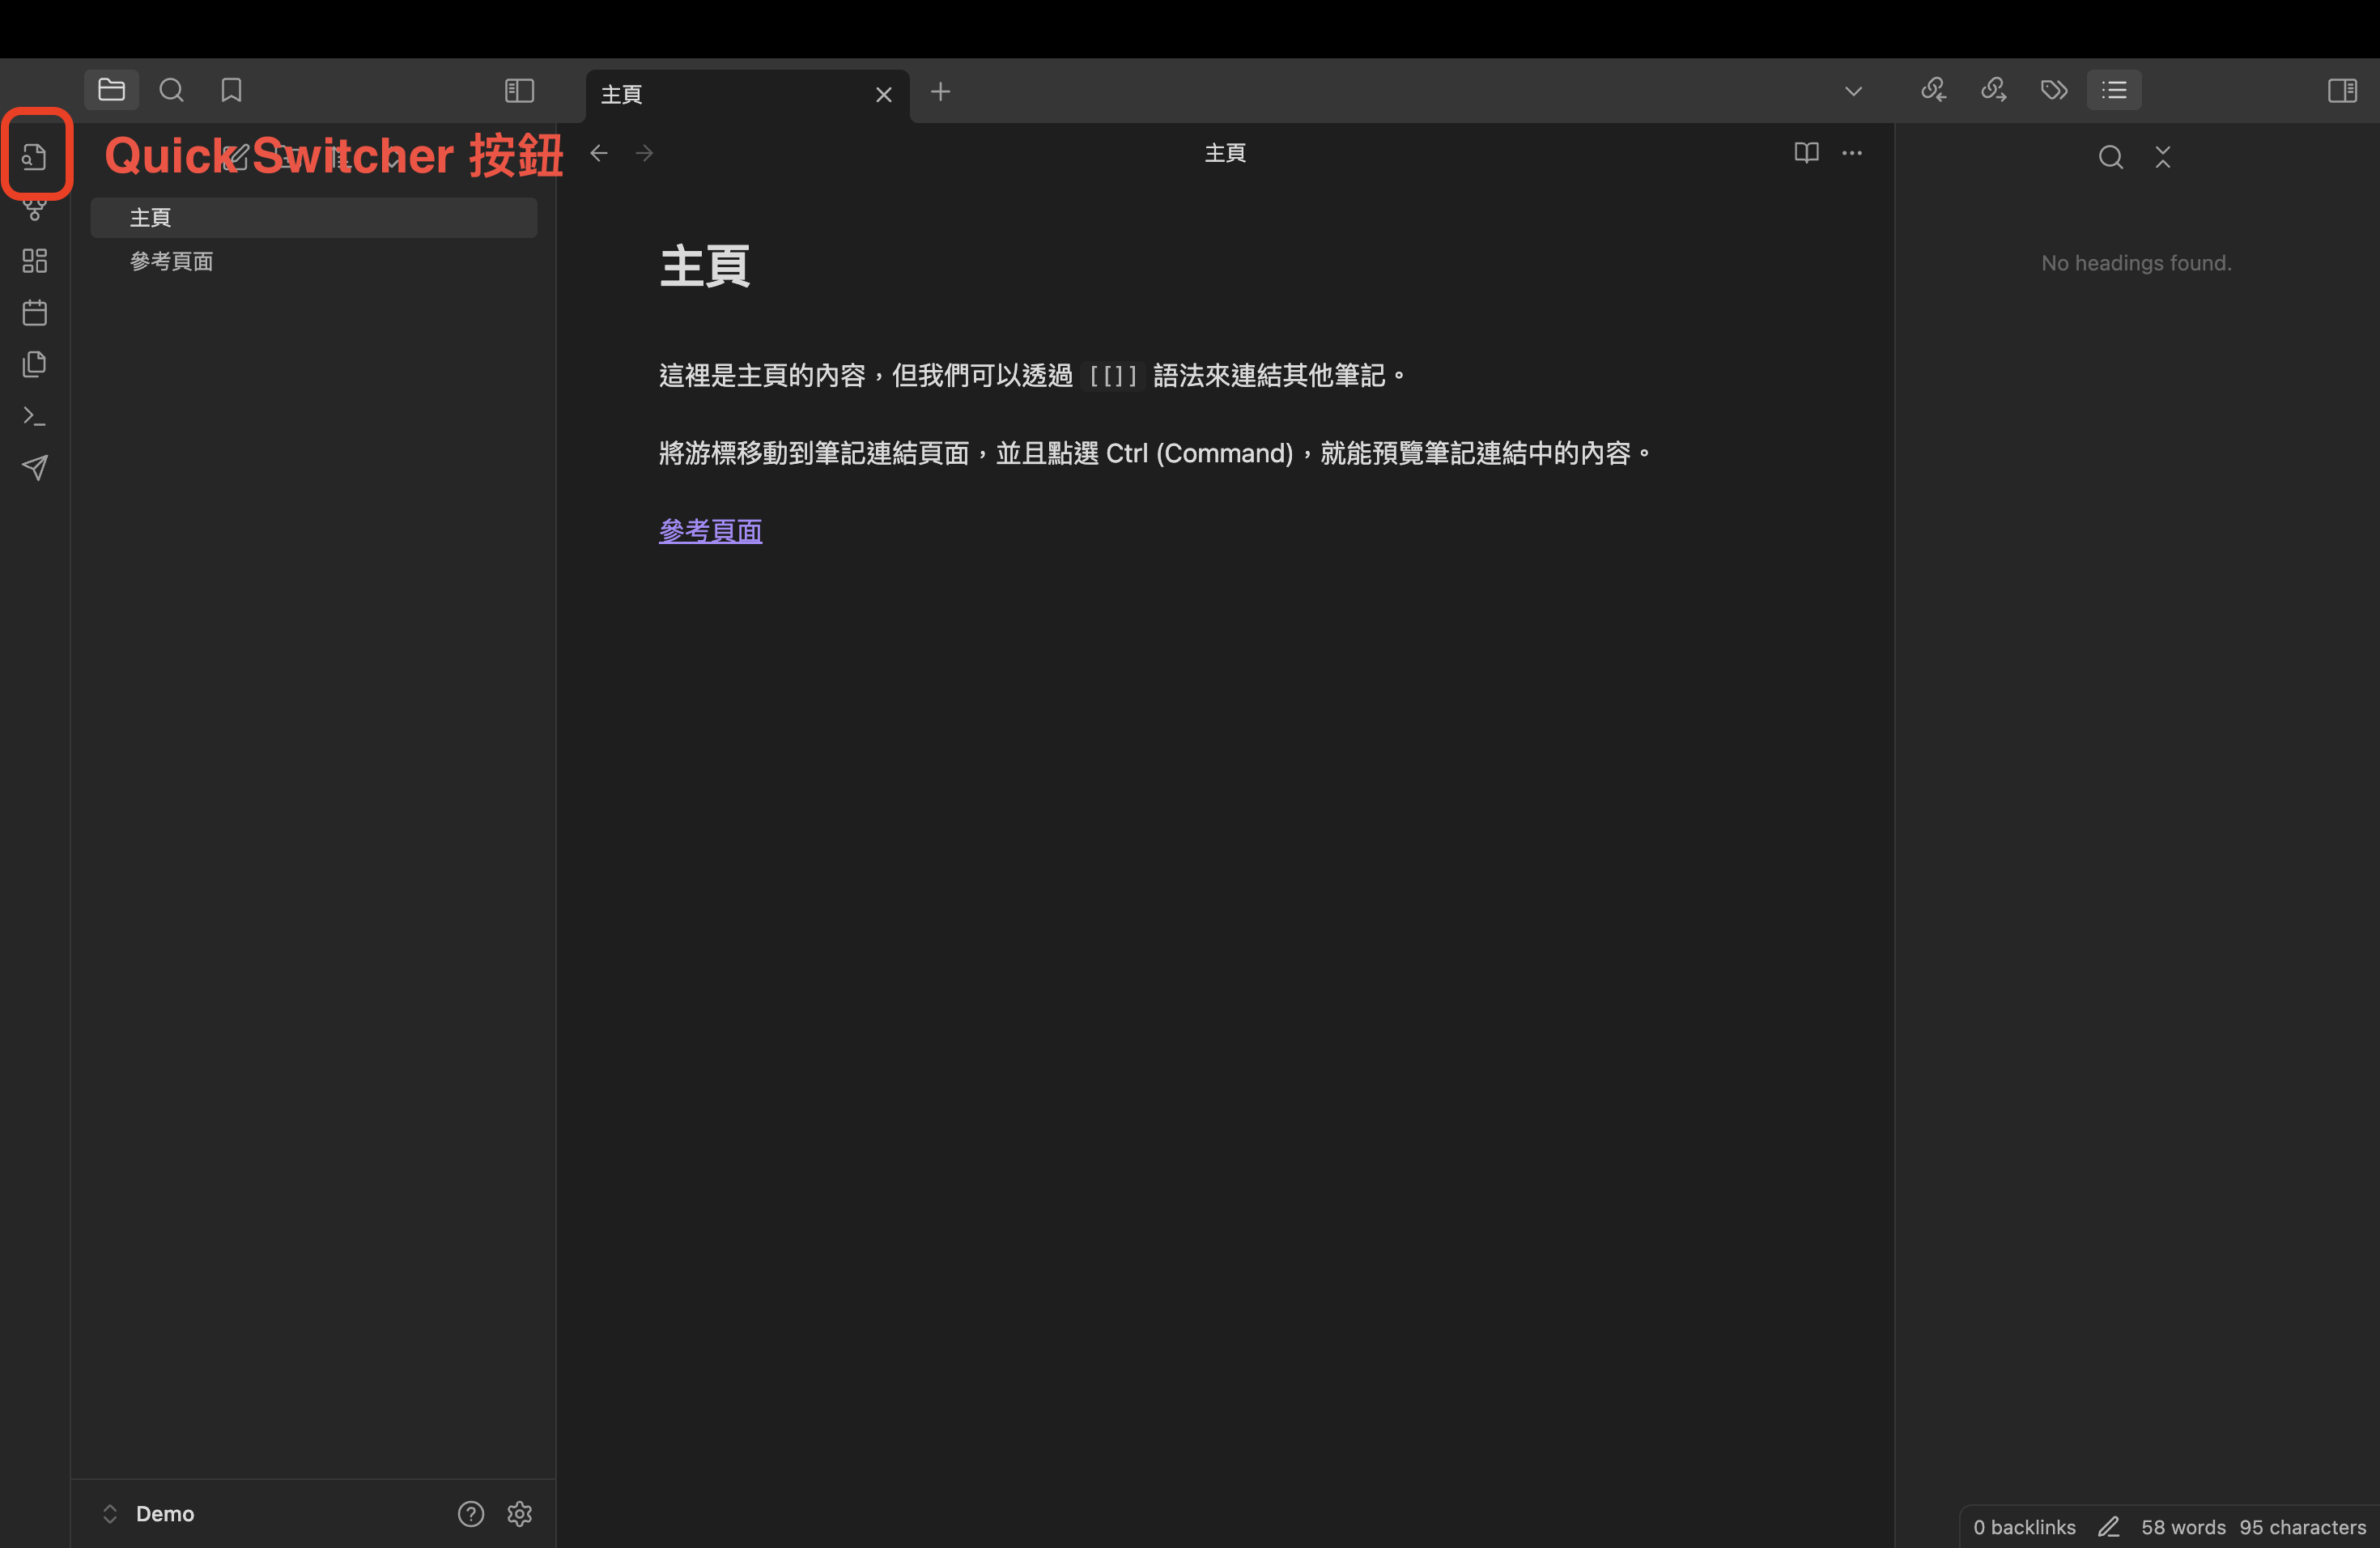 主頁
Quick Switcher 按鈕
主頁
主頁
參考頁面
主頁
這裡是主頁的內容，但我們可以透過 [[]] 語法來連結其他筆記。
將游標移動到筆記連結頁面，並且點選 Ctrl (Command)，就能預覽筆記連結中的內容。
參考頁面
No headings found.
Demo
0 backlinks 58 words 95 characters